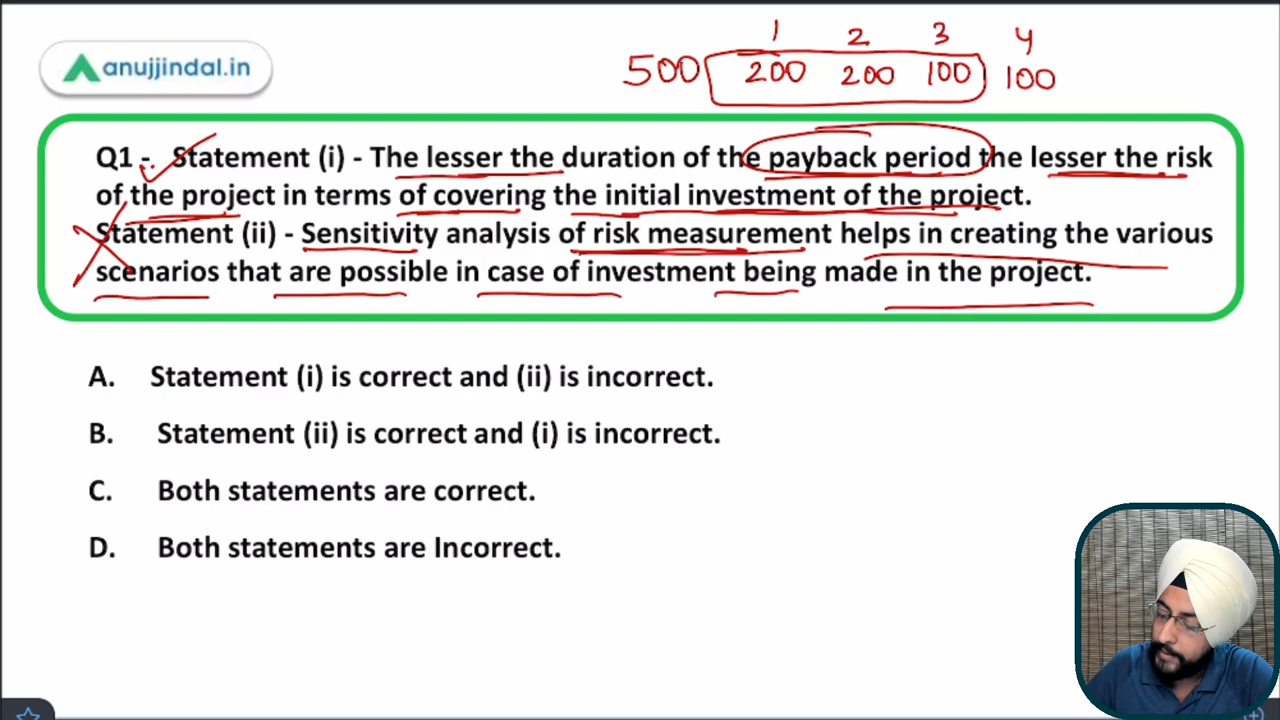 1 2 3 4
anujjindal.in
500 200 200 100 100
Q1 -. Statement (i) - The lesser the duration of the payback period the lesser the risk
of the project in terms of covering the initial investment of the project.
Statement (ii) - Sensitivity analysis of risk measurement helps in creating the various
scenarios that are possible in case of investment being made in the project.
A. Statement (i) is correct and (ii) is incorrect.
B. Statement (ii) is correct and (i) is incorrect.
C. Both statements are correct.
D. Both statements are Incorrect.